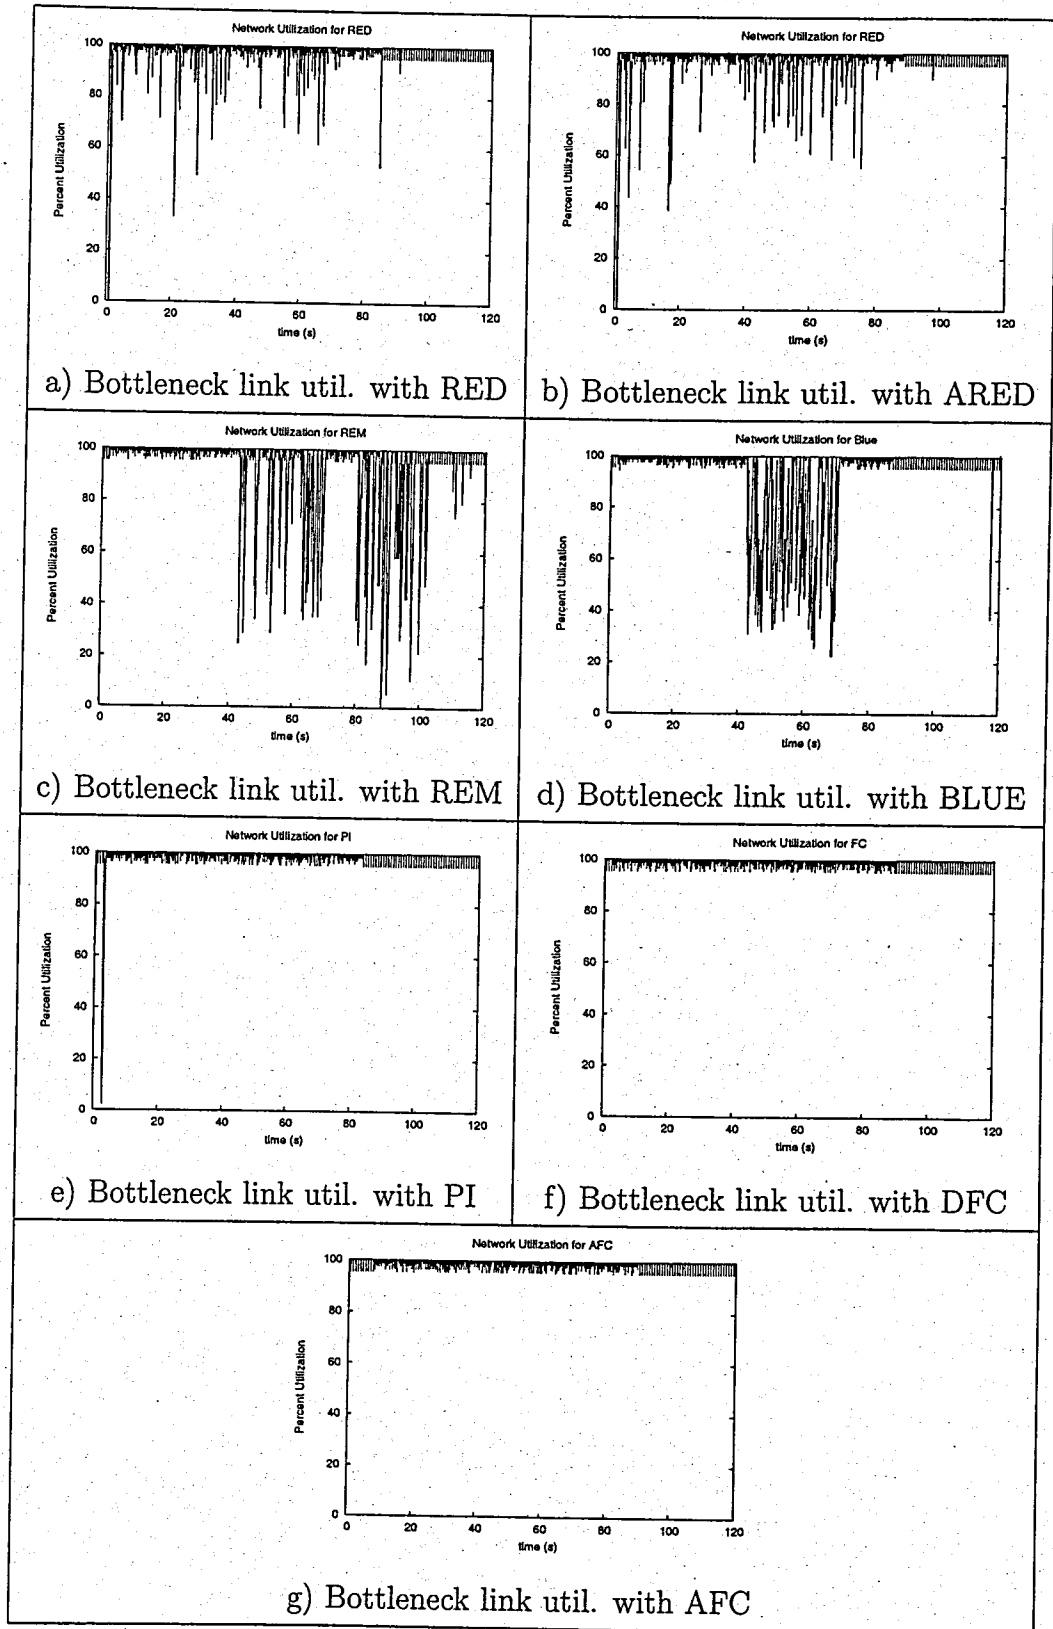 Network Utilization for RED
100
80
60
40
20
0
Percent Utilization
0 20 40 60 80 100 120
time (s)
a) Bottleneck link util. with RED
Network Utilization for RED
100
80
60
40
20
0
Percent Utilization
0 20 40 60 80 100 120
time (s)
b) Bottleneck link util. with ARED
Network Utilization for REM
100
80
60
40
20
0
Percent Utilization
0 20 40 60 80 100 120
time (s)
c) Bottleneck link util. with REM
Network Utilization for Blue
100
80
60
40
20
0
Percent Utilization
0 20 40 60 80 100 120
time (s)
d) Bottleneck link util. with BLUE
Network Utilization for PI
100
80
60
40
20
0
Percent Utilization
0 20 40 60 80 100 120
time (s)
e) Bottleneck link util. with PI
Network Utilization for FC
100
80
60
40
20
0
Percent Utilization
0 20 40 60 80 100 120
time (s)
f) Bottleneck link util. with DFC
Network Utilization for AFC
100
80
60
40
20
0
Percent Utilization
0 20 40 60 80 100 120
time (s)
g) Bottleneck link util. with AFC